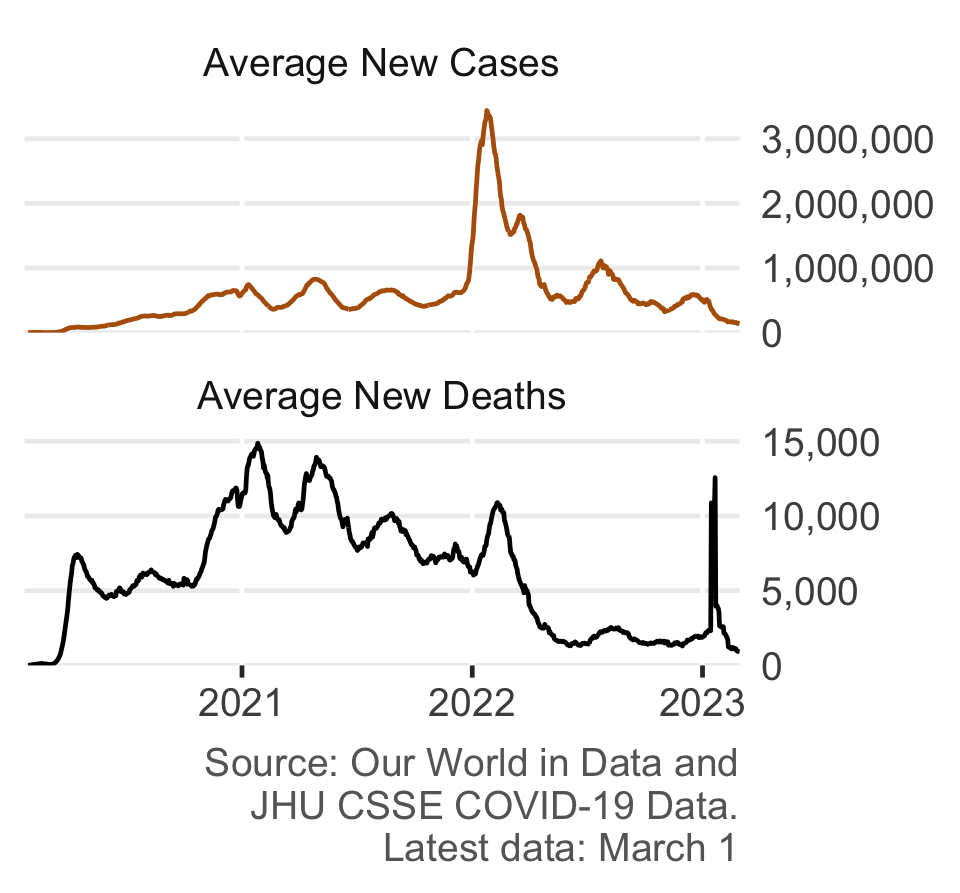 Average New Cases
3,000,000
2,000,000
1,000,000
0
Average New Deaths
15,000
10,000
5,000
0
2021 2022 2023
Source: Our World in Data and
JHU CSSE COVID-19 Data.
Latest data: March 1